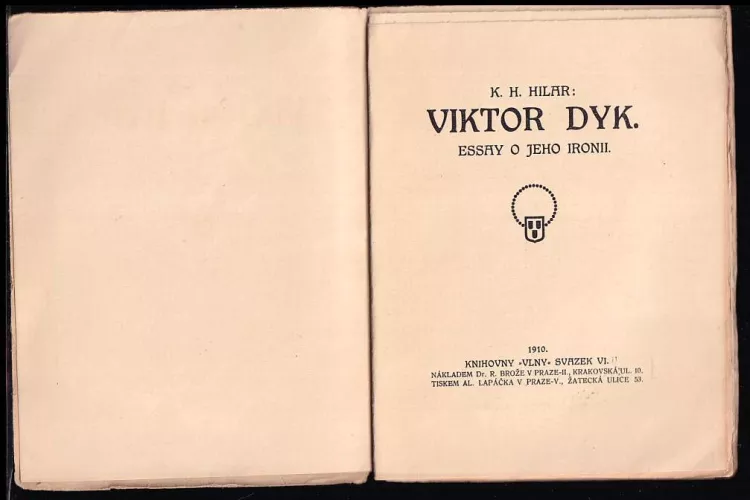 K. H. HILAR:
VIKTOR DYK.
ESSAY O JEHO IRONII.
1910.
KNIHOVNY »VLNY« SVAZEK VI.
NÁKLADEM Dr. R. BROŽE V PRAZE-II., KRAKOVSKÁ UL. 10.
TISKEM AL. LAPÁČKA V PRAZE-V., ŽATECKÁ ULICE 53.